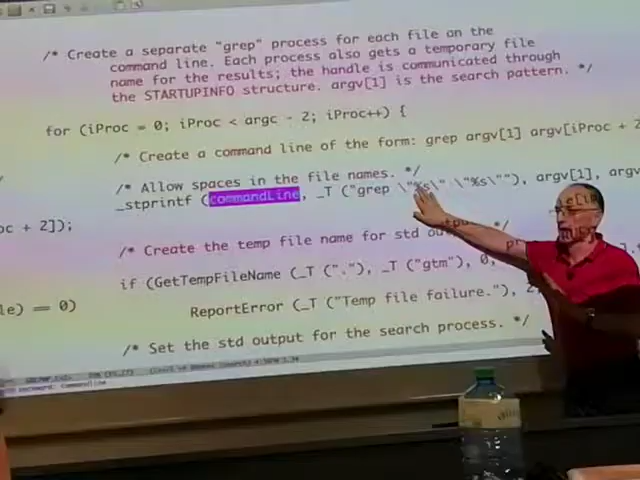 /* Create a separate "grep" process for each file on the
command line. Each process also gets a temporary file
name for the results; the handle is communicated through
the STARTUPINFO structure. argv[1] is the search pattern. */
for (iProc = 0; iProc < argc - 2; iProc++) {
/* Create a command line of the form: grep argv[1] argv[iProc + 2
/* Allow spaces in the file names. */
_stprintf (commandLine, _T ("grep \"%s\" \"%s\""), argv[1], argv
oc + 2]);
/* Create the temp file name for std */
if (GetTempFileName (_T ("."), _T ("gtm"), 0,
le) == 0)
ReportError (_T ("Temp file failure."),
/* Set the std output for the search process. */